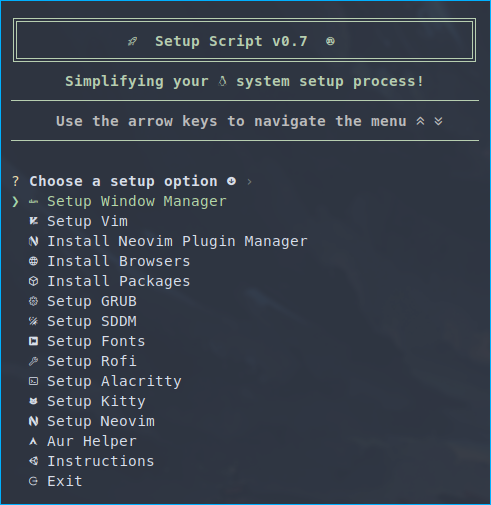 Setup Script v0.7
Simplifying your system setup process!
Use the arrow keys to navigate the menu
? Choose a setup option ›
❯ Setup Window Manager
Setup Vim
Install Neovim Plugin Manager
Install Browsers
Install Packages
Setup GRUB
Setup SDDM
Setup Fonts
Setup Rofi
Setup Alacritty
Setup Kitty
Setup Neovim
Aur Helper
Instructions
Exit